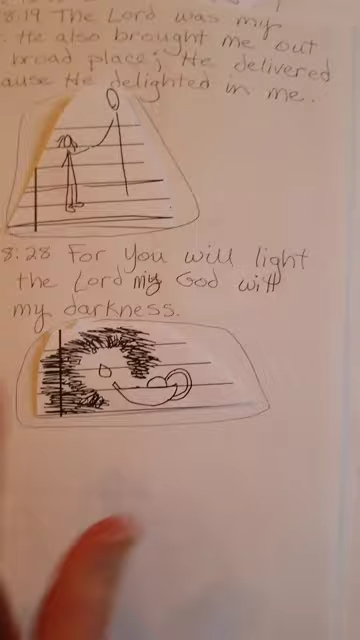 8:19 The Lord was my
. He also brought me out
broad place; He delivered
ause He delighted in me.
8:28 For You will light
the Lord my God will
my darkness.